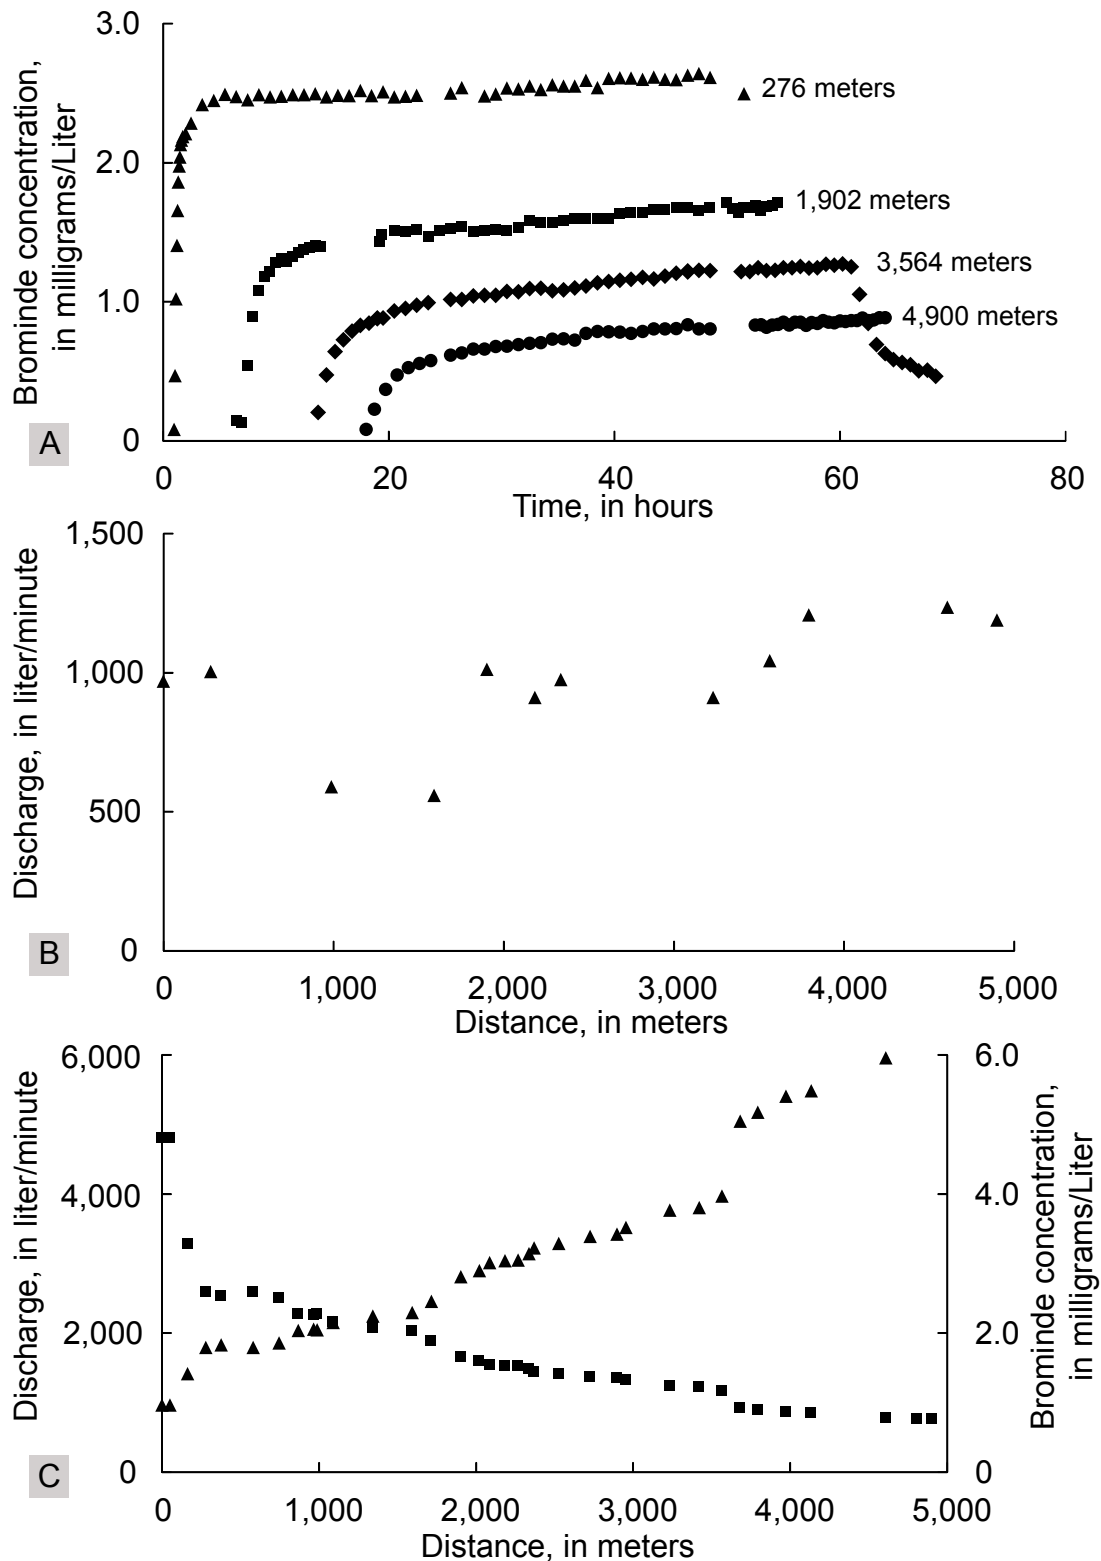 3.0
2.0
1.0
0
Brominde concentration,
in milligrams/Liter
276 meters
1,902 meters
3,564 meters
4,900 meters
A
0 20 40 60 80
Time, in hours
1,500
1,000
500
0
Discharge, in liter/minute
B
0 1,000 2,000 3,000 4,000 5,000
Distance, in meters
6,000
4,000
2,000
0
Discharge, in liter/minute
6.0
4.0
2.0
0
Brominde concentration,
in milligrams/Liter
C
0 1,000 2,000 3,000 4,000 5,000
Distance, in meters